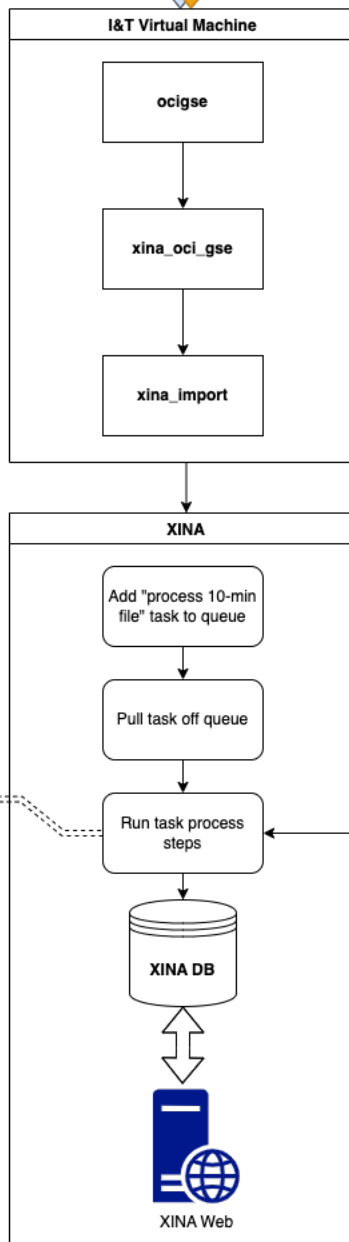 I&T Virtual Machine
ocigse
xina_oci_gse
xina_import
XINA
Add "process 10-min
file" task to queue
Pull task off queue
Run task process
steps
XINA DB
XINA Web